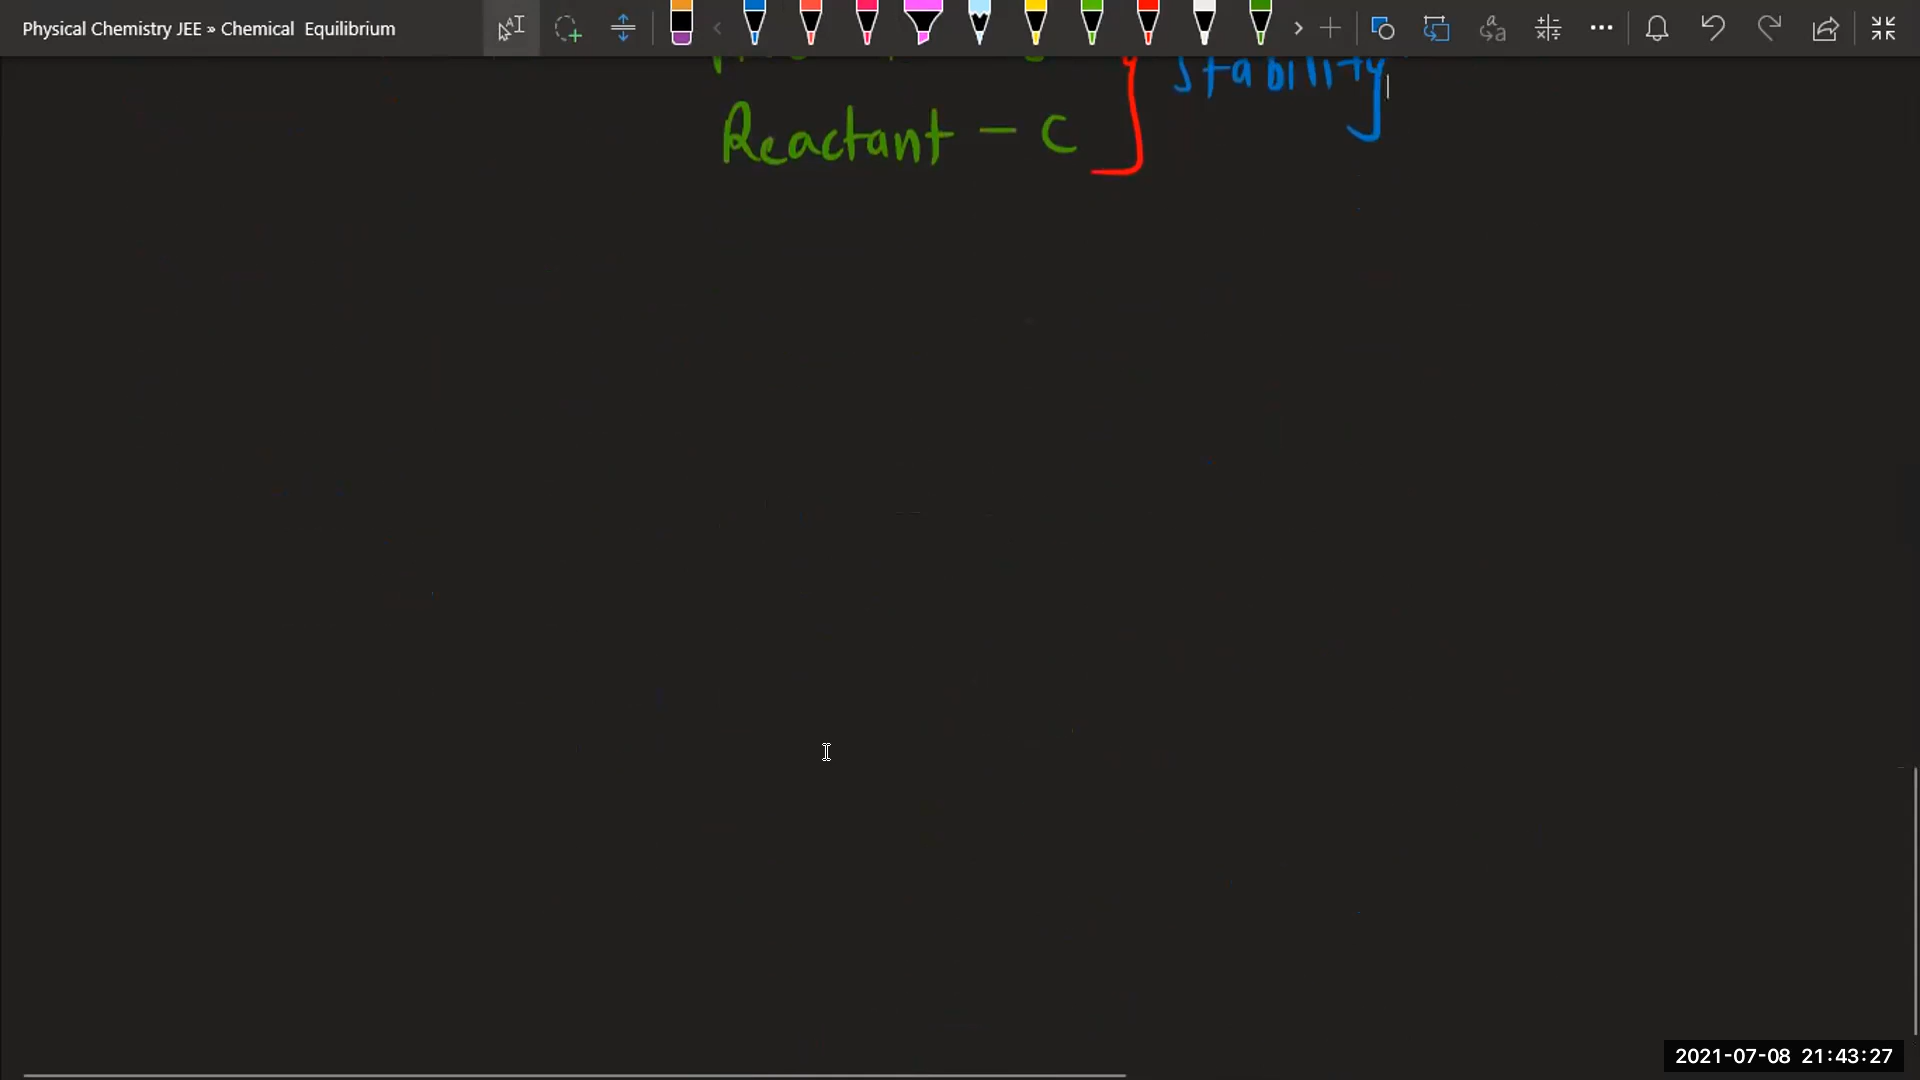 Physical Chemistry JEE » Chemical Equilibrium
Stability
Reactant - C
2021-07-08 21:43:27